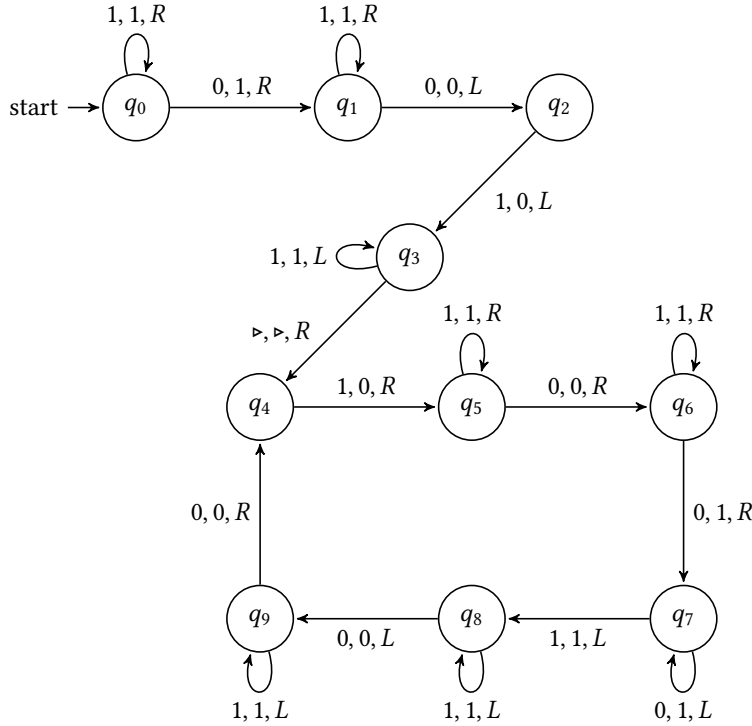 1, 1, R 1, 1, R
0, 1, R 0, 0, L
start q₀ q₁ q₂
1, 0, L
1, 1, L q₃
▹, ▹, R 1, 1, R 1, 1, R
1, 0, R 0, 0, R
q₄ q₅ q₆
0, 0, R 0, 1, R
q₉ q₈ q₇
0, 0, L 1, 1, L
1, 1, L 1, 1, L 0, 1, L